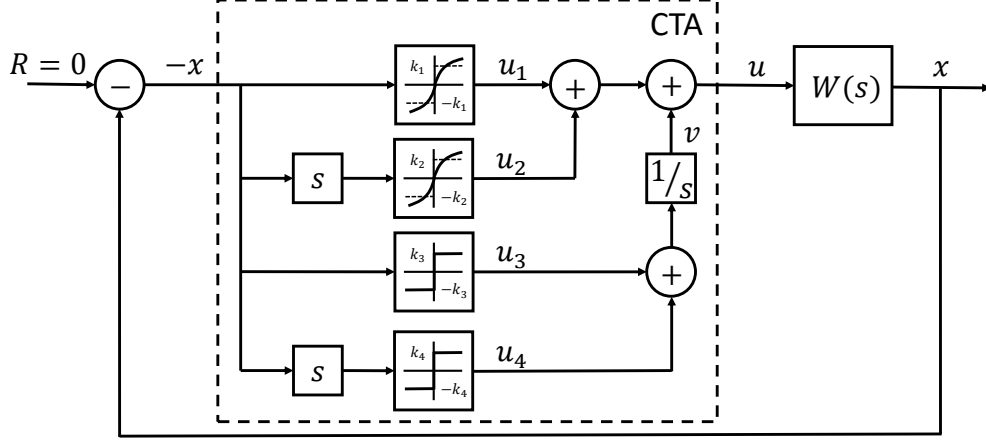 CTA
R = 0
−
−x
k₁
−k₁
u₁
+
+
u
W(s)
x
v
s
k₂
−k₂
u₂
1/s
k₃
−k₃
u₃
+
s
k₄
−k₄
u₄